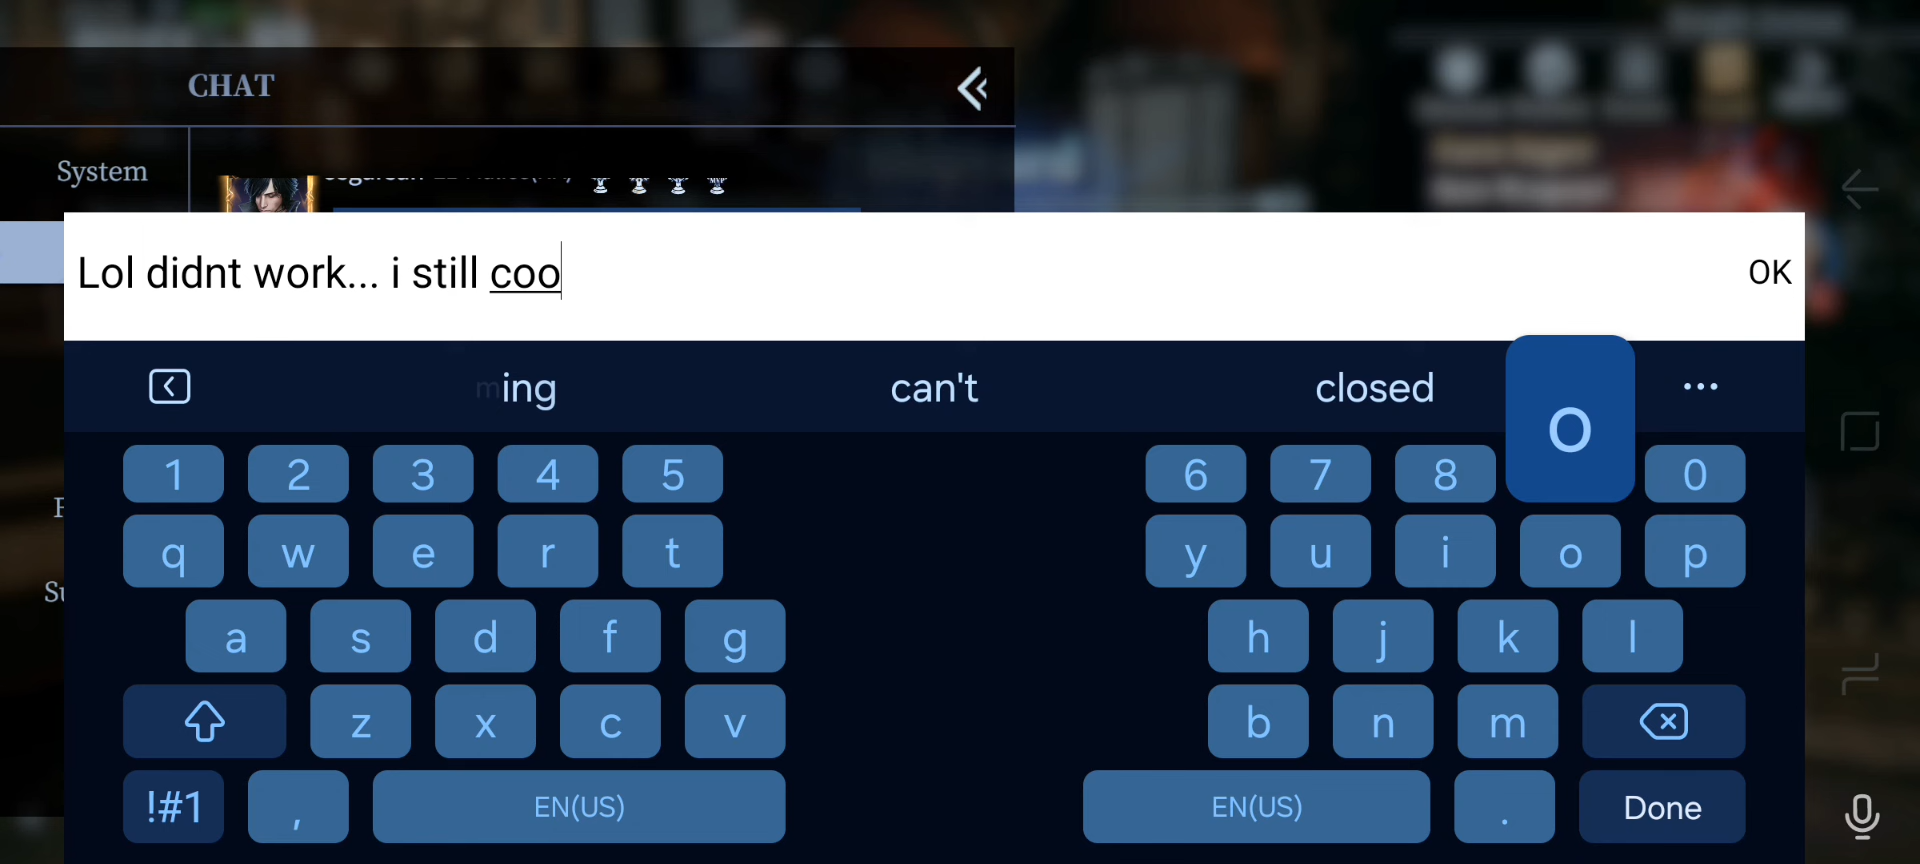 CHAT
System
Lol didnt work... i still coo
OK
ming
can't
closed
...
o
1 2 3 4 5 6 7 8 0
q w e r t y u i o p
a s d f g h j k l
z x c v b n m
!#1 , EN(US) EN(US) . Done